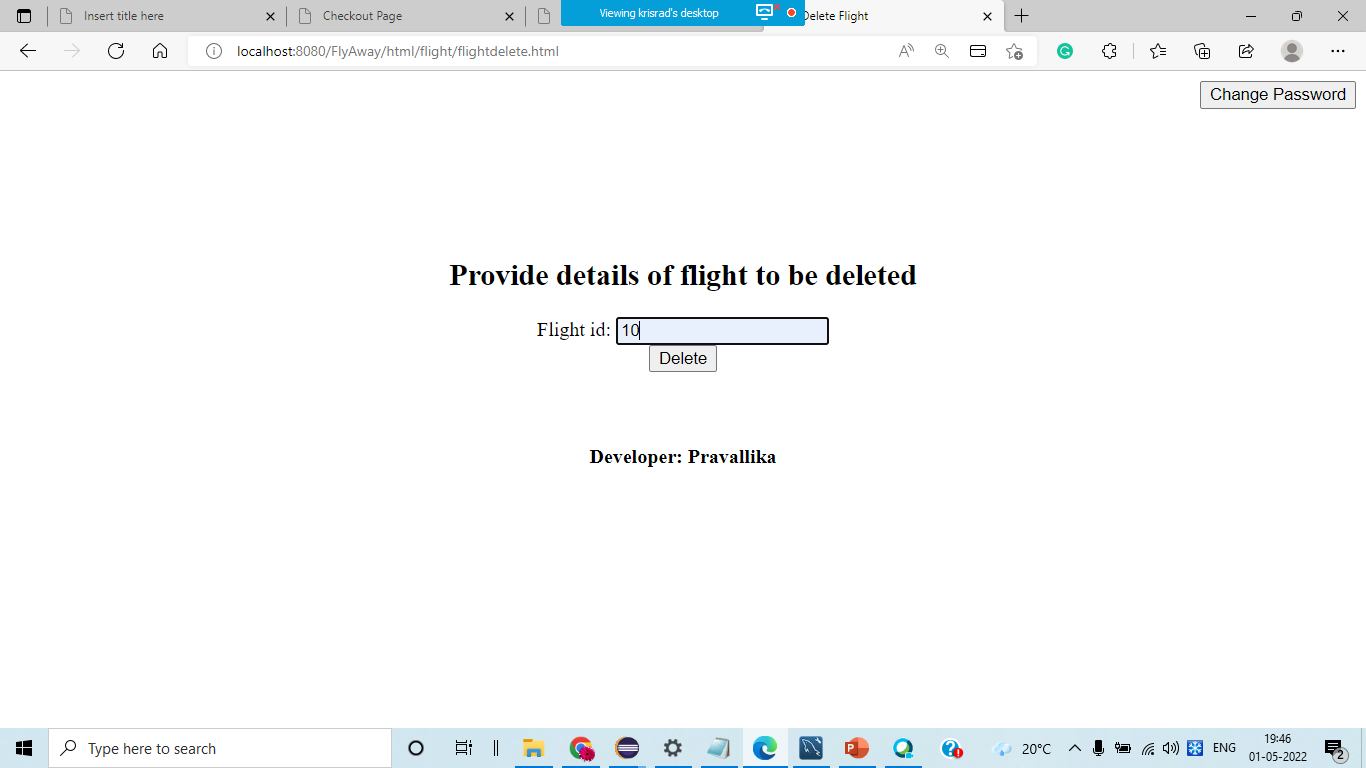 Insert title here
Checkout Page
Viewing krisrad's desktop
Delete Flight
localhost:8080/FlyAway/html/flight/flightdelete.html
Change Password
Provide details of flight to be deleted
Flight id: 10
Delete
Developer: Pravallika
Type here to search
20°C
ENG
19:46
01-05-2022
2